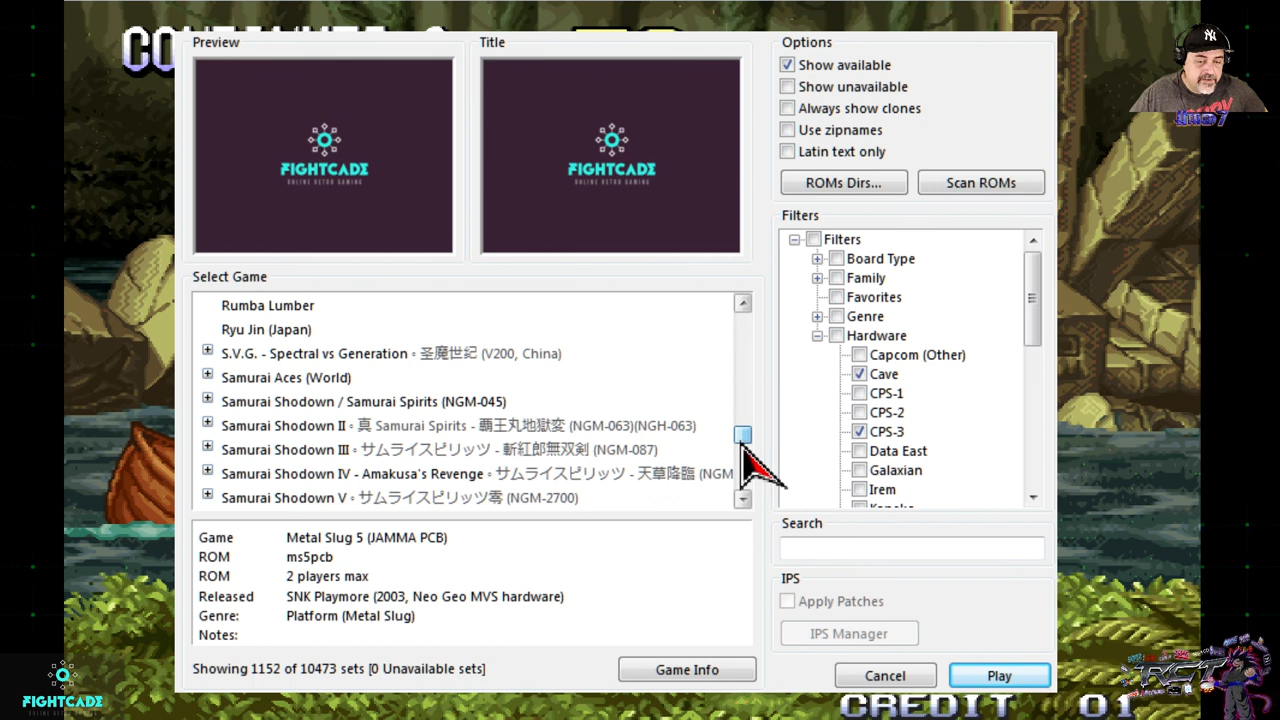 Preview
Title
Options
FIGHTCADE
ONLINE RETRO GAMING
FIGHTCADE
ONLINE RETRO GAMING
Show available
Show unavailable
Always show clones
Use zipnames
Latin text only
ROMs Dirs...
Scan ROMs
Filters
Filters
Board Type
Family
Favorites
Genre
Hardware
Capcom (Other)
Cave
CPS-1
CPS-2
CPS-3
Data East
Galaxian
Irem
Select Game
Rumba Lumber
Ryu Jin (Japan)
S.V.G. - Spectral vs Generation ◦ 圣魔世纪 (V200, China)
Samurai Aces (World)
Samurai Shodown / Samurai Spirits (NGM-045)
Samurai Shodown II ◦ 真 Samurai Spirits - 覇王丸地獄変 (NGM-063)(NGH-063)
Samurai Shodown III ◦ サムライスピリッツ - 斬紅郎無双剣 (NGM-087)
Samurai Shodown IV - Amakusa's Revenge ◦ サムライスピリッツ - 天草降臨 (NGM
Samurai Shodown V ◦ サムライスピリッツ零 (NGM-2700)
Game Metal Slug 5 (JAMMA PCB)
ROM ms5pcb
ROM 2 players max
Released SNK Playmore (2003, Neo Geo MVS hardware)
Genre: Platform (Metal Slug)
Notes:
Search
IPS
Apply Patches
IPS Manager
Showing 1152 of 10473 sets [0 Unavailable sets]
Game Info
Cancel
Play
FIGHTCADE
CREDIT 01